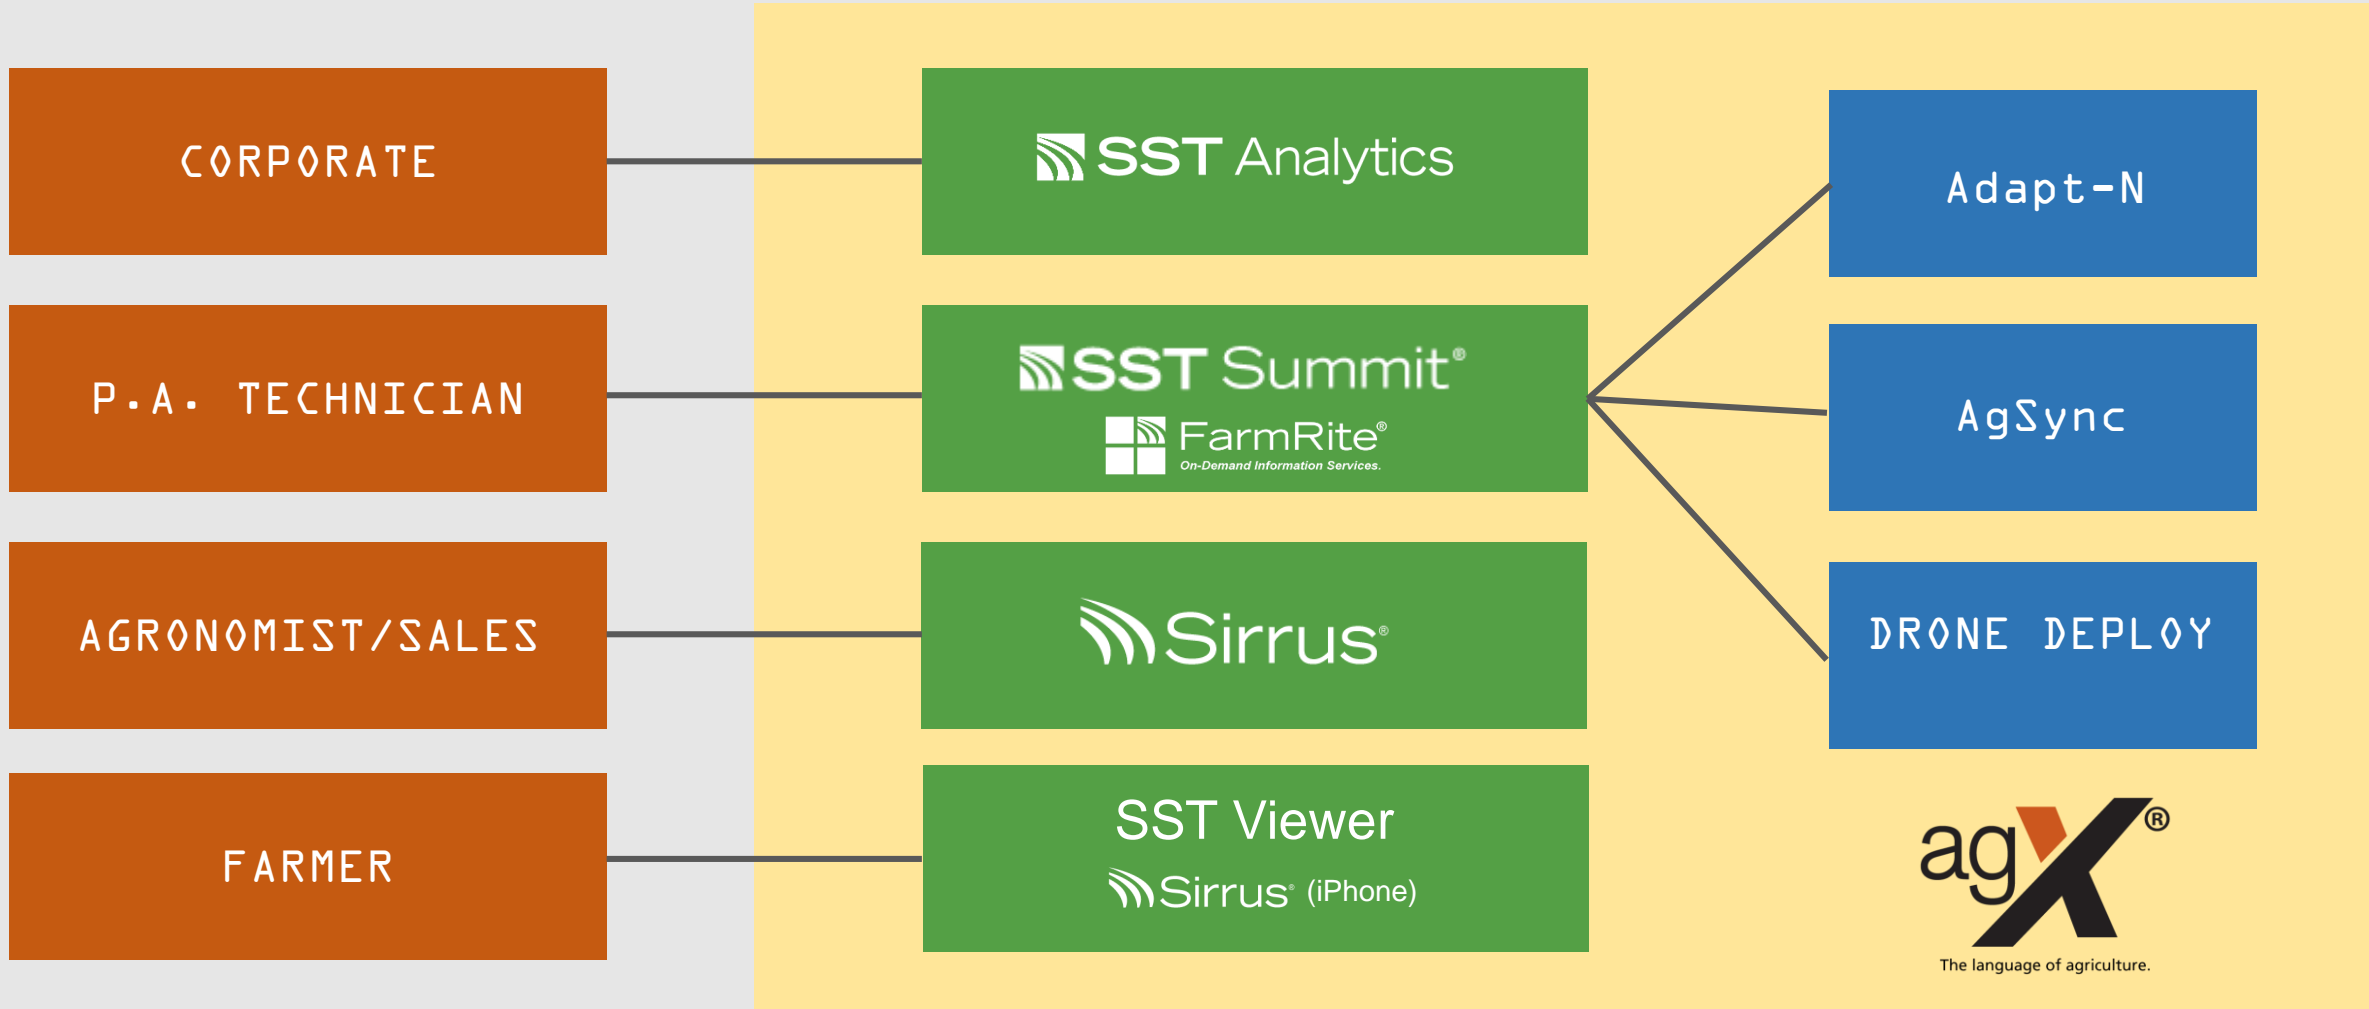 CORPORATE
SST Analytics
Adapt-N
P.A. TECHNICIAN
SST Summit®
FarmRite®
On-Demand Information Services.
AgSync
AGRONOMIST/SALES
Sirrus®
DRONE DEPLOY
FARMER
SST Viewer
Sirrus® (iPhone)
agX®
The language of agriculture.